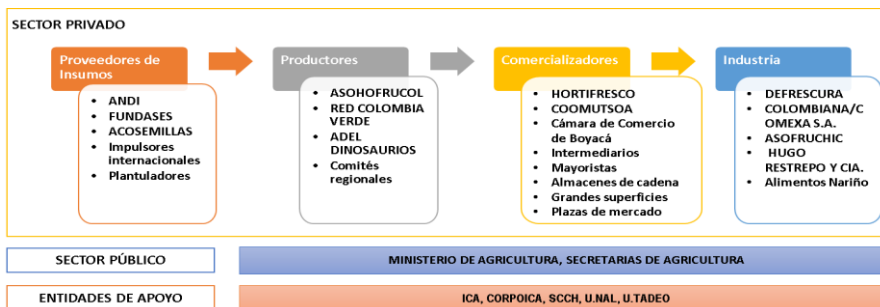 SECTOR PRIVADO
Proveedores de
Insumos
• ANDI
• FUNDASES
• ACOSEMILLAS
• Impulsores
internacionales
• Plantuladores
Productores
• ASOHOFRUCOL
• RED COLOMBIA
VERDE
• ADEL
DINOSAURIOS
• Comités
regionales
Comercializadores
• HORTIFRESCO
• COOMUTSOA
• Cámara de Comercio
de Boyacá
• Intermediarios
• Mayoristas
• Almacenes de cadena
• Grandes superficies
• Plazas de mercado
Industria
• DEFRESCURA
• COLOMBIANA/C
OMEXA S.A.
• ASOFRUCHIC
• HUGO
RESTREPO Y CIA.
• Alimentos Nariño
SECTOR PÚBLICO
MINISTERIO DE AGRICULTURA, SECRETARIAS DE AGRICULTURA
ENTIDADES DE APOYO
ICA, CORPOICA, SCCH, U.NAL, U.TADEO